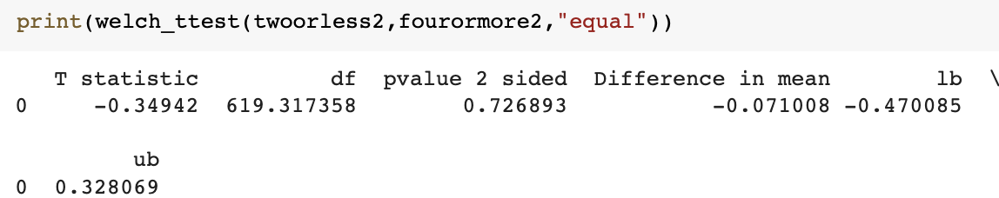 print(welch_ttest(twoorless2,fourormore2,"equal"))
T statistic df pvalue 2 sided Difference in mean lb \
0 -0.34942 619.317358 0.726893 -0.071008 -0.470085
ub
0 0.328069